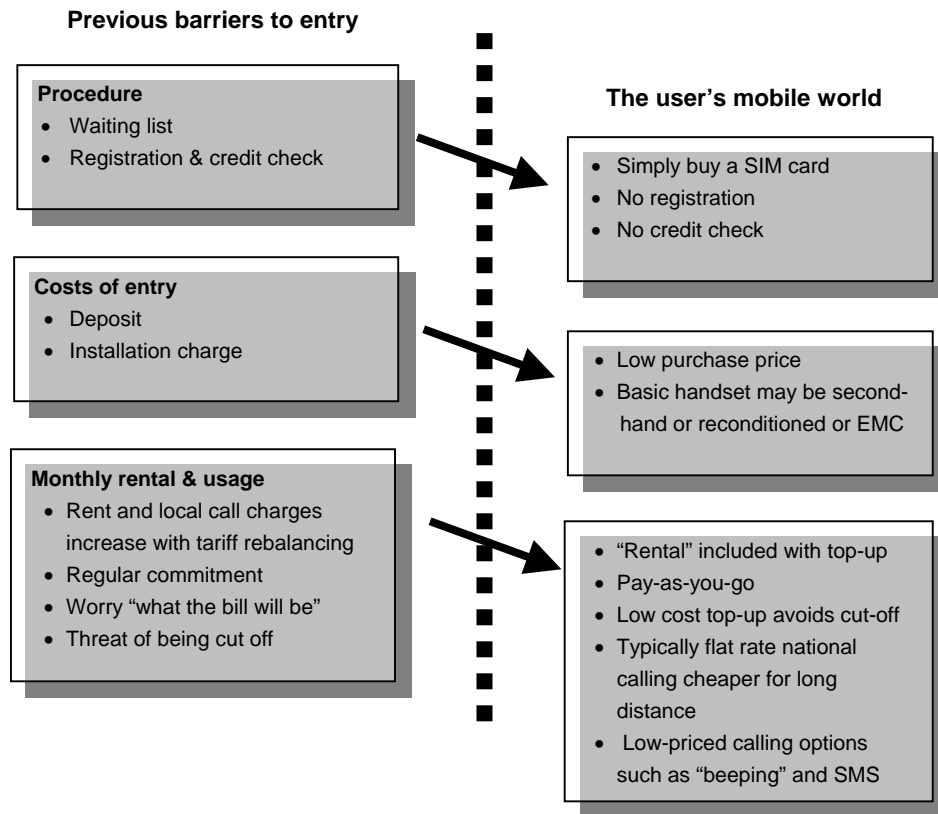 Previous barriers to entry
Procedure
• Waiting list
• Registration & credit check
Costs of entry
• Deposit
• Installation charge
Monthly rental & usage
• Rent and local call charges
increase with tariff rebalancing
• Regular commitment
• Worry “what the bill will be”
• Threat of being cut off
The user’s mobile world
• Simply buy a SIM card
• No registration
• No credit check
• Low purchase price
• Basic handset may be second-
hand or reconditioned or EMC
• “Rental” included with top-up
• Pay-as-you-go
• Low cost top-up avoids cut-off
• Typically flat rate national
calling cheaper for long
distance
• Low-priced calling options
such as “beeping” and SMS